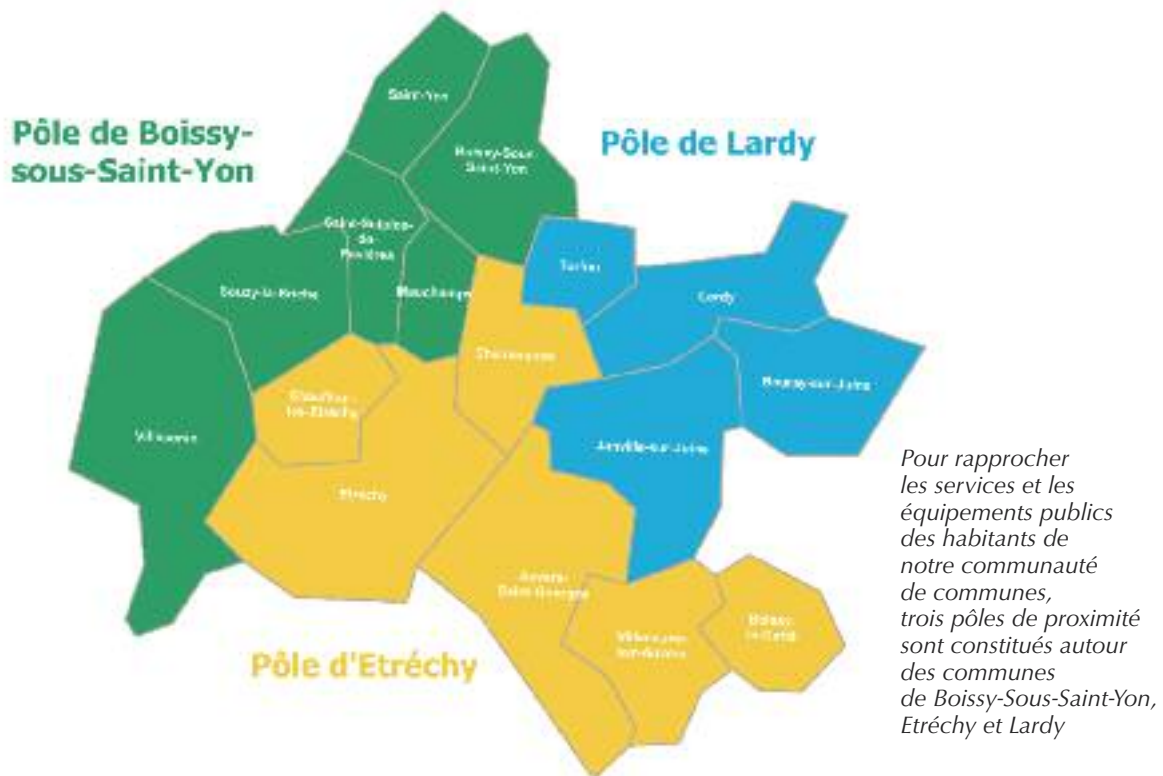 Saint-Yon
Pôle de Boissy-
sous-Saint-Yon
Pôle de Lardy
Boissy-Sous
Saint-Yon
Saint-Sulpice-
de-
Favières
Torfou
Souzy-la-Briche
Mauchamps
Lardy
Chamarande
Bouray-sur-Juine
Chauffour-
les-Etréchy
Villeconin
Janville-sur-Juine
Etréchy
Pour rapprocher
les services et les
équipements publics
des habitants de
notre communauté
de communes,
trois pôles de proximité
sont constitués autour
des communes
de Boissy-Sous-Saint-Yon,
Etréchy et Lardy
Auvers-
Saint-Georges
Villeneuve-
sur-Auvers
Boissy-
le-Cutté
Pôle d'Etréchy